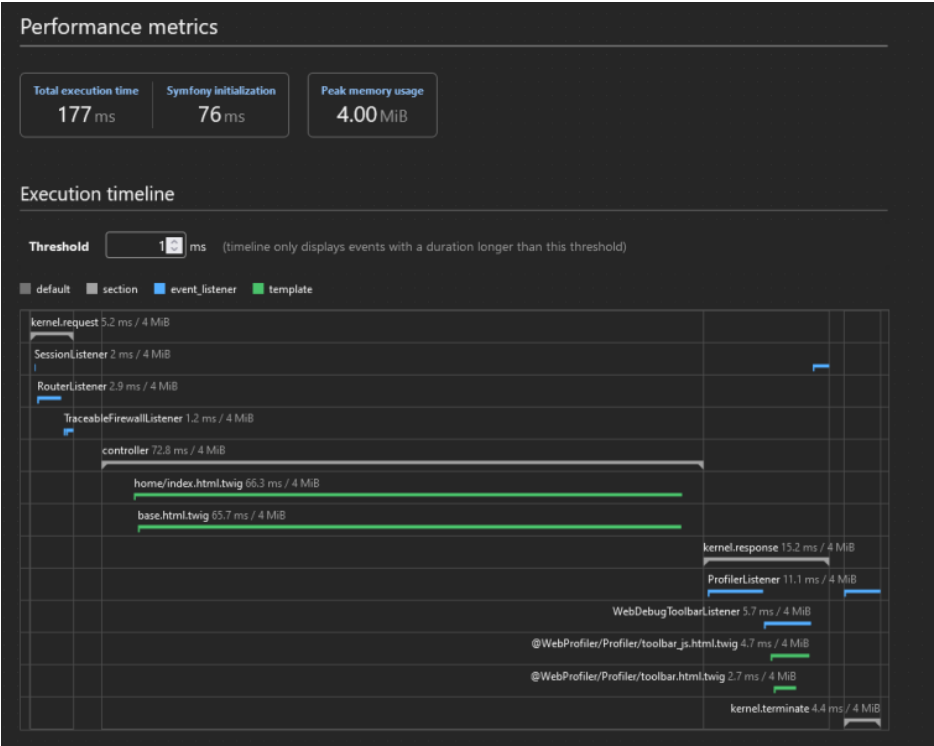 Performance metrics
Total execution time Symfony initialization Peak memory usage
177 ms 76 ms 4.00 MiB
Execution timeline
Threshold 1 ms (timeline only displays events with a duration longer than this threshold)
default section event_listener template
kernel.request 5.2 ms / 4 MiB
SessionListener 2 ms / 4 MiB
RouterListener 2.9 ms / 4 MiB
TraceableFirewallListener 1.2 ms / 4 MiB
controller 72.8 ms / 4 MiB
home/index.html.twig 66.3 ms / 4 MiB
base.html.twig 65.7 ms / 4 MiB
kernel.response 15.2 ms / 4 MiB
ProfilerListener 11.1 ms / 4 MiB
WebDebugToolbarListener 5.7 ms / 4 MiB
@WebProfiler/Profiler/toolbar_js.html.twig 4.7 ms / 4 MiB
@WebProfiler/Profiler/toolbar.html.twig 2.7 ms / 4 MiB
kernel.terminate 4.4 ms / 4 MiB